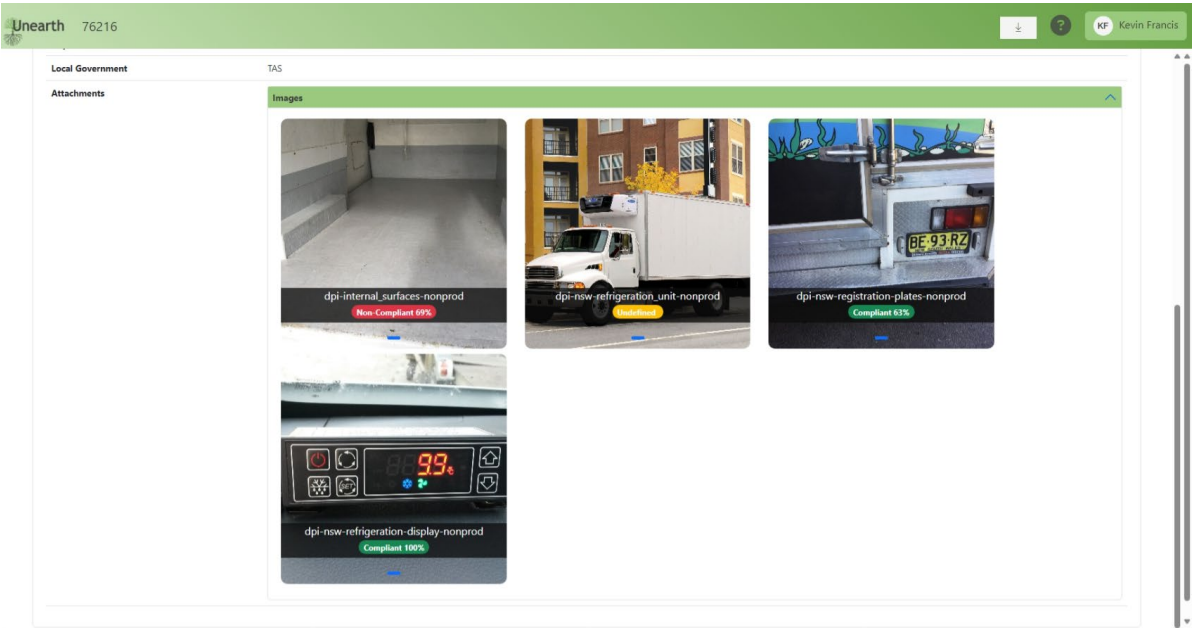 Unearth 76216
KF Kevin Francis
Local Government TAS
Attachments
Images
dpi-internal_surfaces-nonprod
Non-Compliant 69%
dpi-nsw-refrigeration_unit-nonprod
Undefined
BE·93·RZ
dpi-nsw-registration-plates-nonprod
Compliant 63%
9.9
SET
dpi-nsw-refrigeration-display-nonprod
Compliant 100%